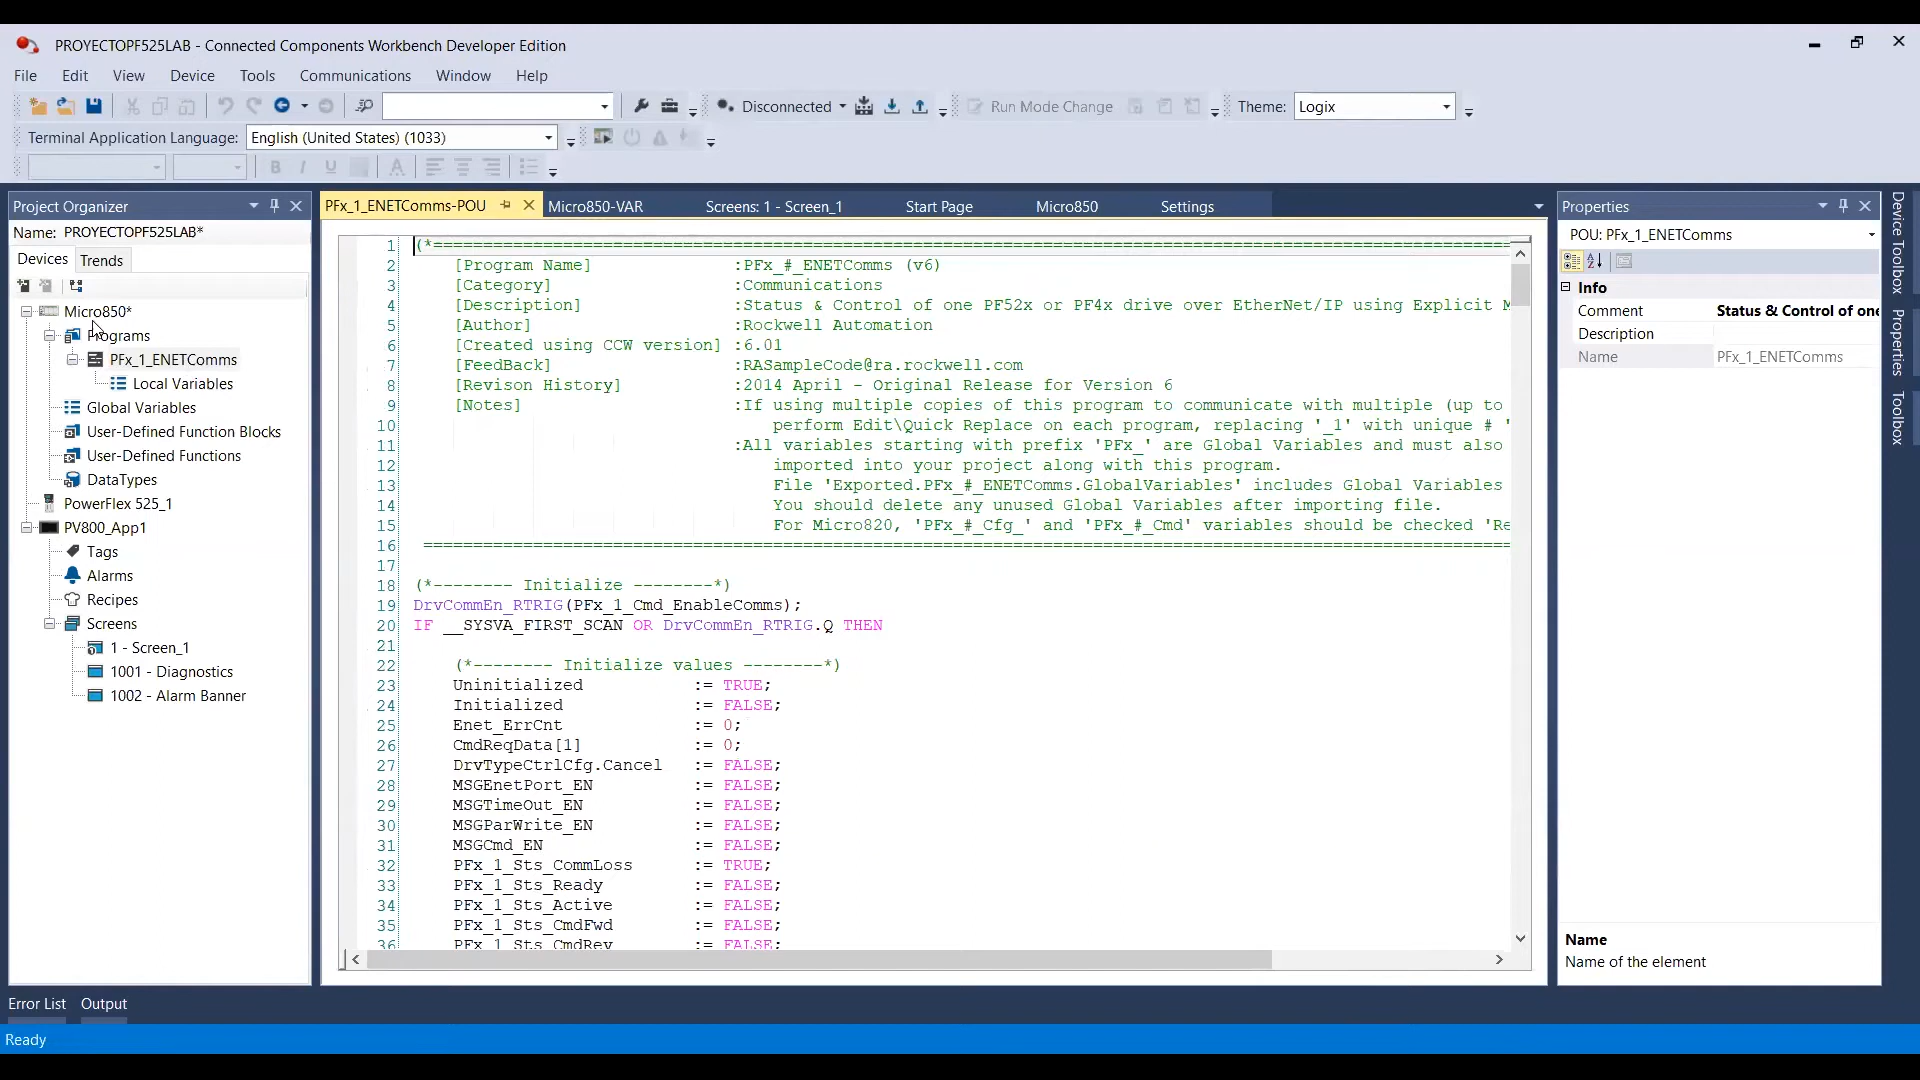 PROYECTOPF525LAB - Connected Components Workbench Developer Edition
File Edit View Device Tools Communications Window Help
Disconnected Run Mode Change Theme: Logix
Terminal Application Language: English (United States) (1033)
B I U A
Project Organizer
Name: PROYECTOPF525LAB*
Devices Trends
Micro850*
Programs
PFx_1_ENETComms
Local Variables
Global Variables
User-Defined Function Blocks
User-Defined Functions
DataTypes
PowerFlex 525_1
PV800_App1
Tags
Alarms
Recipes
Screens
1 - Screen_1
1001 - Diagnostics
1002 - Alarm Banner
PFx_1_ENETComms-POU Micro850-VAR Screens: 1 - Screen_1 Start Page Micro850 Settings
1 (*==============================================================================================================
2 [Program Name] :PFx_#_ENETComms (v6)
3 [Category] :Communications
4 [Description] :Status & Control of one PF52x or PF4x drive over EtherNet/IP using Explicit M
5 [Author] :Rockwell Automation
6 [Created using CCW version] :6.01
7 [FeedBack] :RASampleCode@ra.rockwell.com
8 [Revison History] :2014 April - Original Release for Version 6
9 [Notes] :If using multiple copies of this program to communicate with multiple (up to
10 perform Edit\Quick Replace on each program, replacing '_1' with unique # '
11 :All variables starting with prefix 'PFx_' are Global Variables and must also
12 imported into your project along with this program.
13 File 'Exported.PFx_#_ENETComms.GlobalVariables' includes Global Variables
14 You should delete any unused Global Variables after importing file.
15 For Micro820, 'PFx_#_Cfg_' and 'PFx_#_Cmd' variables should be checked 'Re
16 ==============================================================================================================
17
18 (*-------- Initialize --------*)
19 DrvCommEn_RTRIG(PFx_1_Cmd_EnableComms);
20 IF __SYSVA_FIRST_SCAN OR DrvCommEn_RTRIG.Q THEN
21
22 (*-------- Initialize values --------*)
23 Uninitialized := TRUE;
24 Initialized := FALSE;
25 Enet_ErrCnt := 0;
26 CmdReqData[1] := 0;
27 DrvTypeCtrlCfg.Cancel := FALSE;
28 MSGEnetPort_EN := FALSE;
29 MSGTimeOut_EN := FALSE;
30 MSGParWrite_EN := FALSE;
31 MSGCmd_EN := FALSE;
32 PFx_1_Sts_CommLoss := TRUE;
33 PFx_1_Sts_Ready := FALSE;
34 PFx_1_Sts_Active := FALSE;
35 PFx_1_Sts_CmdFwd := FALSE;
36 PFx_1_Sts_CmdRev := FALSE;
Properties
POU: PFx_1_ENETComms
Info
Comment Status & Control of one
Description
Name PFx_1_ENETComms
Name
Name of the element
Device Toolbox
Properties
Toolbox
Error List Output
Ready